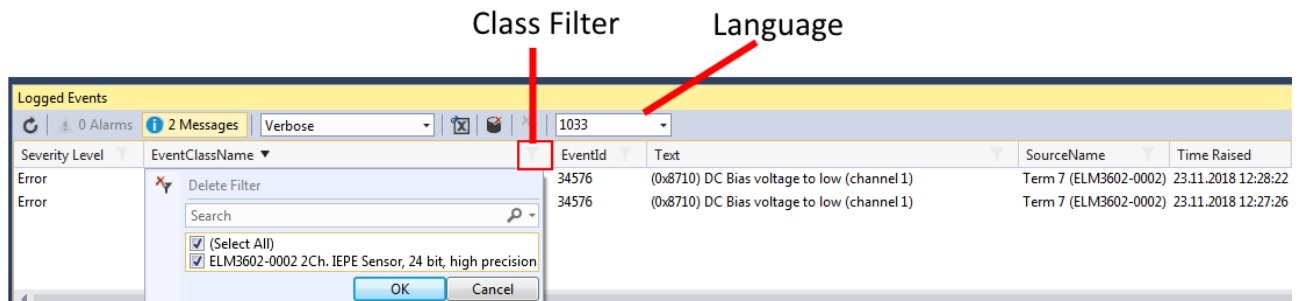 Class Filter Language
Logged Events
0 Alarms 2 Messages Verbose 1033
Severity Level EventClassName EventId Text SourceName Time Raised
Error 34576 (0x8710) DC Bias voltage to low (channel 1) Term 7 (ELM3602-0002) 23.11.2018 12:28:22
Error 34576 (0x8710) DC Bias voltage to low (channel 1) Term 7 (ELM3602-0002) 23.11.2018 12:27:26
Delete Filter
Search
(Select All)
ELM3602-0002 2Ch. IEPE Sensor, 24 bit, high precision
OK Cancel